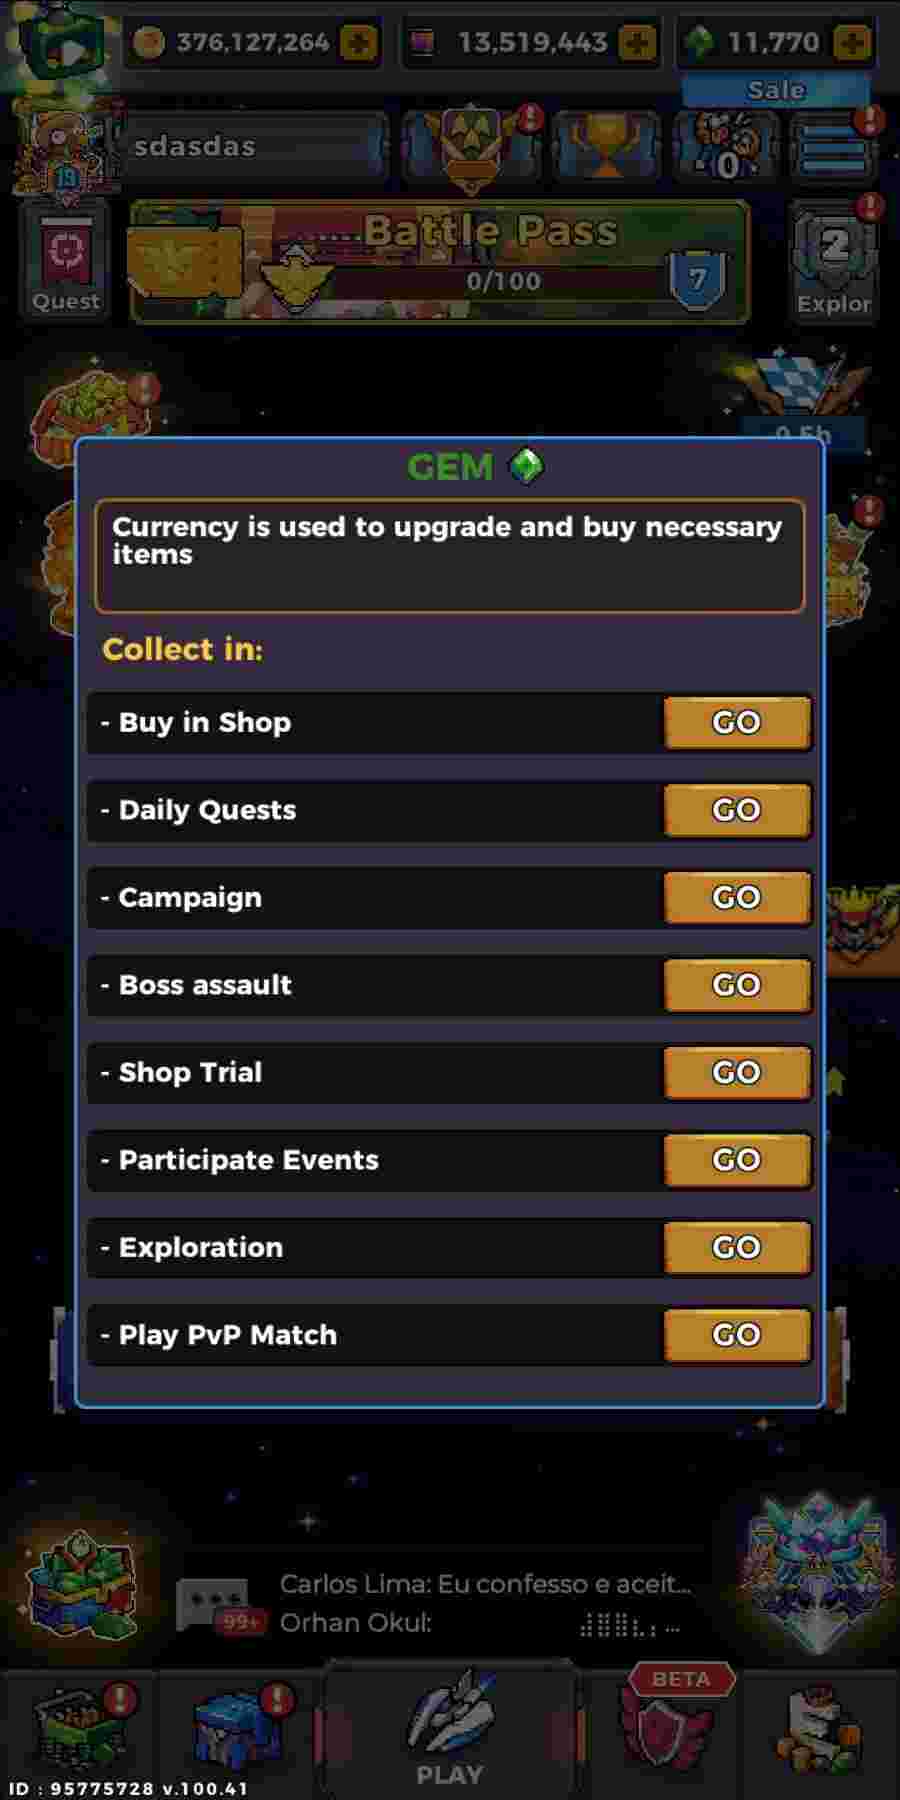 376,127,264
13,519,443
11,770
Sale
19
sdasdas
0
Battle Pass
0/100
7
2
Quest
Explor
GEM
Currency is used to upgrade and buy necessary
items
Collect in:
- Buy in Shop
GO
- Daily Quests
GO
- Campaign
GO
- Boss assault
GO
- Shop Trial
GO
- Participate Events
GO
- Exploration
GO
- Play PvP Match
GO
Carlos Lima: Eu confesso e aceit...
99+
Orhan Okul:
BETA
PLAY
ID : 95775728 v.100.41